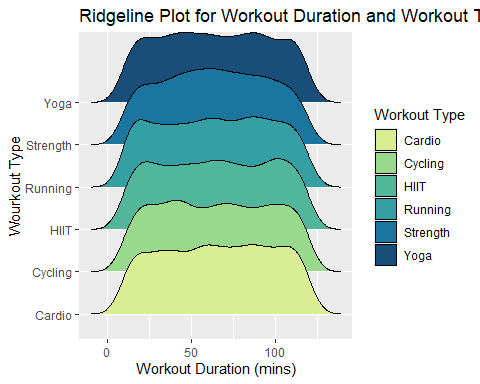 Ridgeline Plot for Workout Duration and Workout T
Wourkout Type
Yoga
Strength
Running
HIIT
Cycling
Cardio
0
50
100
Workout Duration (mins)
Workout Type
Cardio
Cycling
HIIT
Running
Strength
Yoga